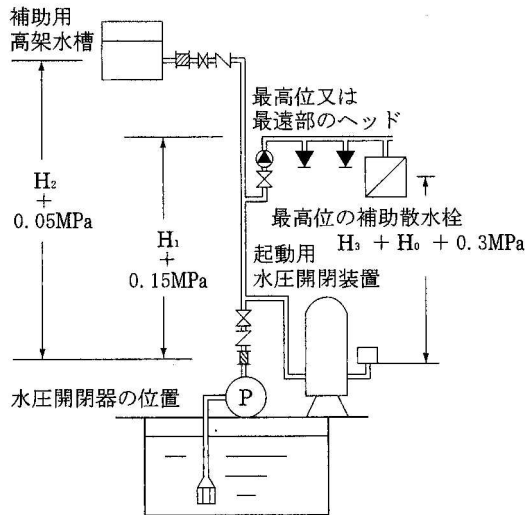 補助用
高架水槽
最高位又は
最遠部のヘッド
H₂
+
0.05MPa
H₁
+
0.15MPa
最高位の補助散水栓
H₃ + H₀ + 0.3MPa
起動用
水圧開閉装置
水圧開閉器の位置
P